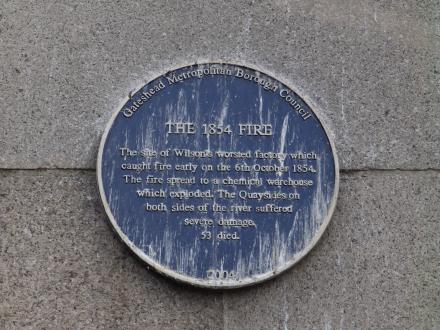 Gateshead Metropolitan Borough Council
THE 1854 FIRE
The site of Wilson's worsted factory which
caught fire early on the 6th October 1854.
The fire spread to a chemical warehouse
which exploded. The Quaysides on
both sides of the river suffered
severe damage.
53 died.
2004